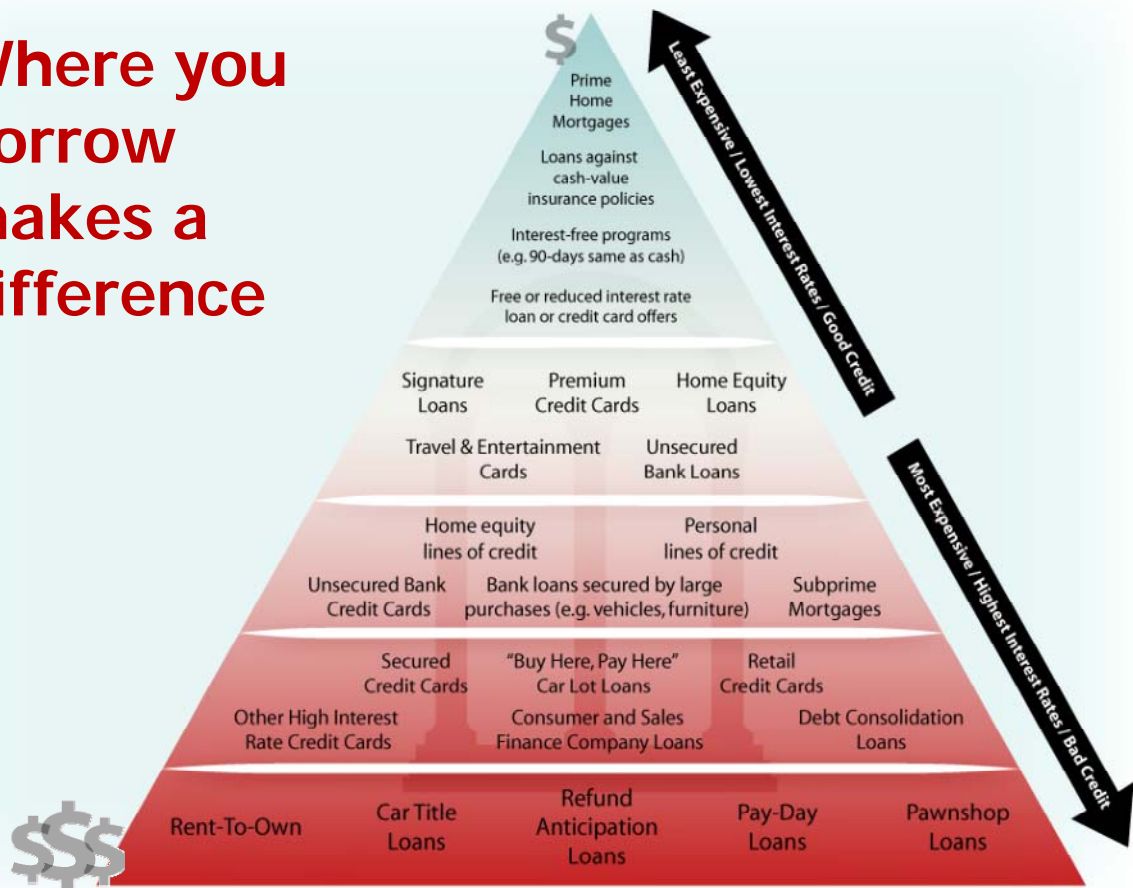 Where you
orrow
makes a
ifference
$
Prime
Home
Mortgages
Loans against
cash-value
insurance policies
Interest-free programs
(e.g. 90-days same as cash)
Free or reduced interest rate
loan or credit card offers
Least Expensive / Lowest Interest Rates / Good Credit
Signature
Loans
Premium
Credit Cards
Home Equity
Loans
Travel & Entertainment
Cards
Unsecured
Bank Loans
Most Expensive / Highest Interest Rates / Bad Credit
Home equity
lines of credit
Personal
lines of credit
Unsecured Bank
Credit Cards
Bank loans secured by large
purchases (e.g. vehicles, furniture)
Subprime
Mortgages
Secured
Credit Cards
"Buy Here, Pay Here"
Car Lot Loans
Retail
Credit Cards
Other High Interest
Rate Credit Cards
Consumer and Sales
Finance Company Loans
Debt Consolidation
Loans
$$$
Rent-To-Own
Car Title
Loans
Refund
Anticipation
Loans
Pay-Day
Loans
Pawnshop
Loans